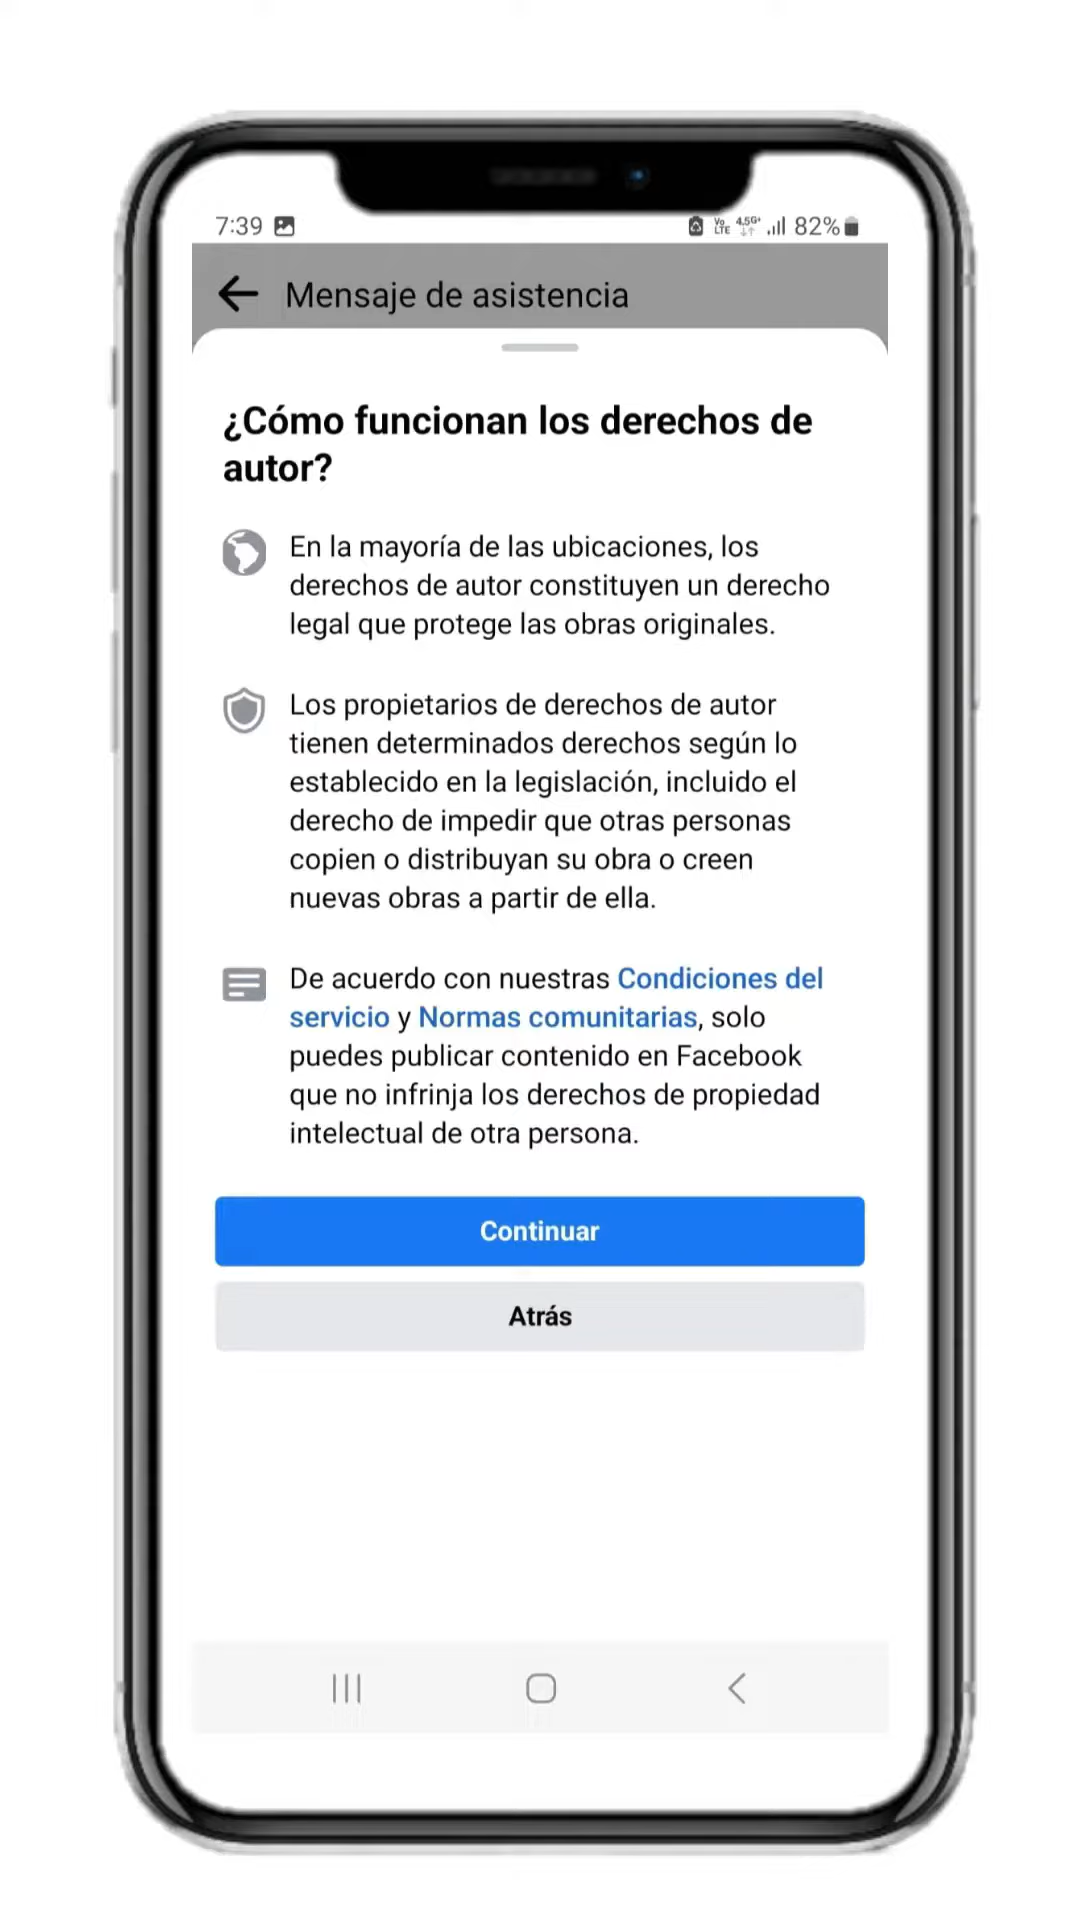 7:39
Vo
LTE 4.5G+ 82%
Mensaje de asistencia
¿Cómo funcionan los derechos de
autor?
En la mayoría de las ubicaciones, los
derechos de autor constituyen un derecho
legal que protege las obras originales.
Los propietarios de derechos de autor
tienen determinados derechos según lo
establecido en la legislación, incluido el
derecho de impedir que otras personas
copien o distribuyan su obra o creen
nuevas obras a partir de ella.
De acuerdo con nuestras Condiciones del
servicio y Normas comunitarias, solo
puedes publicar contenido en Facebook
que no infrinja los derechos de propiedad
intelectual de otra persona.
Continuar
Atrás